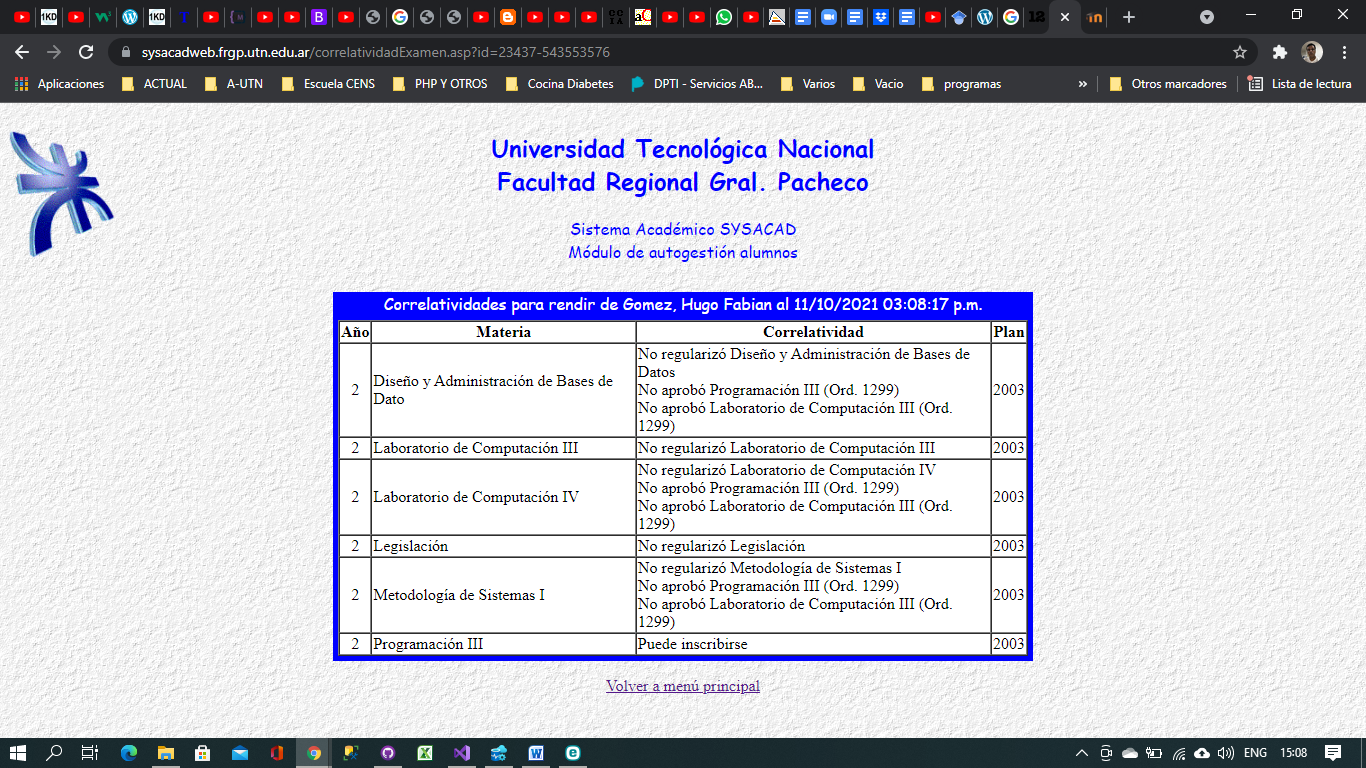 sysacadweb.frgp.utn.edu.ar/correlatividadExamen.asp?id=23437-543553576
Aplicaciones ACTUAL A-UTN Escuela CENS PHP Y OTROS Cocina Diabetes DPTI - Servicios AB... Varios Vacio programas » Otros marcadores Lista de lectura
Universidad Tecnológica Nacional
Facultad Regional Gral. Pacheco
Sistema Académico SYSACAD
Módulo de autogestión alumnos
Correlatividades para rendir de Gomez, Hugo Fabian al 11/10/2021 03:08:17 p.m.
Año Materia Correlatividad Plan
2 Diseño y Administración de Bases de Dato No regularizó Diseño y Administración de Bases de Datos 2003
No aprobó Programación III (Ord. 1299)
No aprobó Laboratorio de Computación III (Ord. 1299)
2 Laboratorio de Computación III No regularizó Laboratorio de Computación III 2003
2 Laboratorio de Computación IV No regularizó Laboratorio de Computación IV 2003
No aprobó Programación III (Ord. 1299)
No aprobó Laboratorio de Computación III (Ord. 1299)
2 Legislación No regularizó Legislación 2003
2 Metodología de Sistemas I No regularizó Metodología de Sistemas I 2003
No aprobó Programación III (Ord. 1299)
No aprobó Laboratorio de Computación III (Ord. 1299)
2 Programación III Puede inscribirse 2003
Volver a menú principal
ENG 15:08